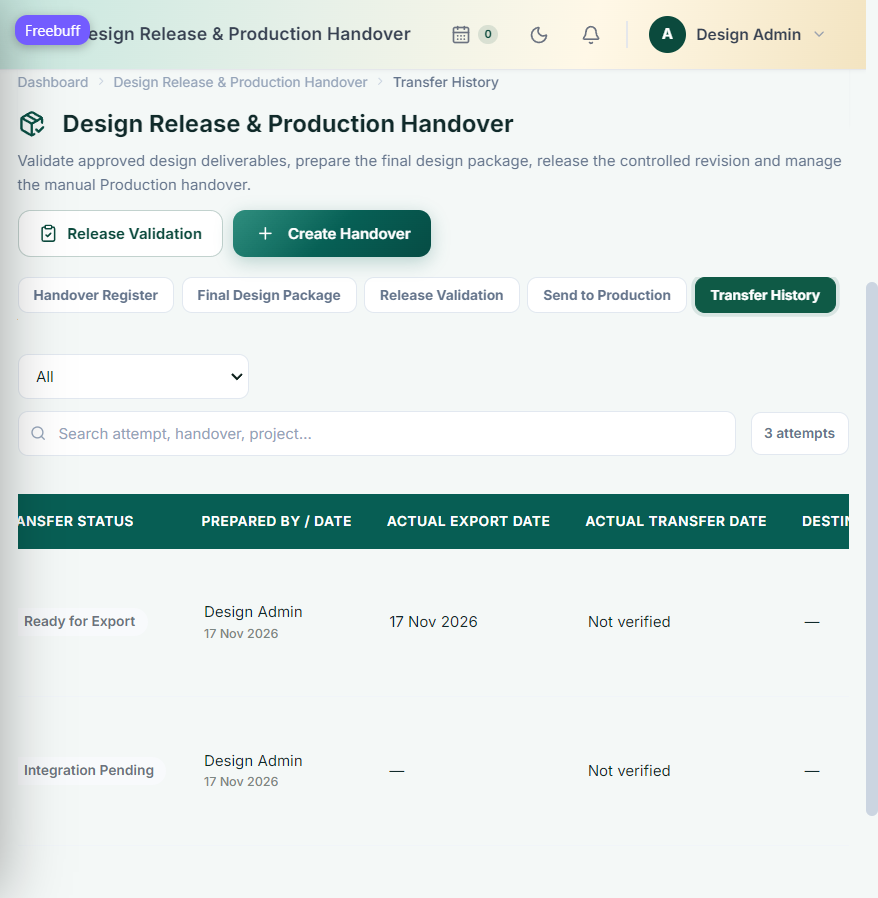 Freebuff
esign Release & Production Handover
0
A
Design Admin
Dashboard > Design Release & Production Handover > Transfer History
Design Release & Production Handover
Validate approved design deliverables, prepare the final design package, release the controlled revision and manage
the manual Production handover.
Release Validation
+ Create Handover
Handover Register
Final Design Package
Release Validation
Send to Production
Transfer History
All
Search attempt, handover, project...
3 attempts
ANSFER STATUS PREPARED BY / DATE ACTUAL EXPORT DATE ACTUAL TRANSFER DATE DESTIN
Ready for Export
Design Admin
17 Nov 2026
17 Nov 2026
Not verified
—
Integration Pending
Design Admin
17 Nov 2026
—
Not verified
—